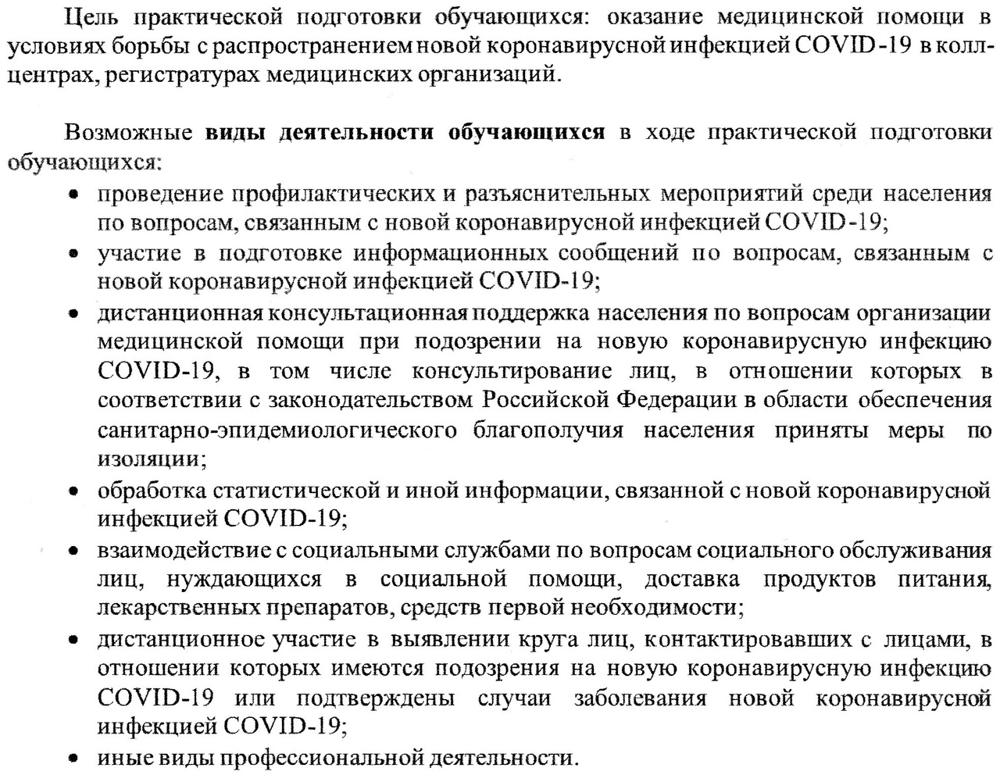 Цель практической подготовки обучающихся: оказание медицинской помощи в
условиях борьбы с распространением новой коронавирусной инфекцией COVID-19 в колл-
центрах, регистратурах медицинских организаций.
Возможные виды деятельности обучающихся в ходе практической подготовки
обучающихся:
• проведение профилактических и разъяснительных мероприятий среди населения
по вопросам, связанным с новой коронавирусной инфекцией COVID-19;
• участие в подготовке информационных сообщений по вопросам, связанным с
новой коронавирусной инфекцией COVID-19;
• дистанционная консультационная поддержка населения по вопросам организации
медицинской помощи при подозрении на новую коронавирусную инфекцию
COVID-19, в том числе консультирование лиц, в отношении которых в
соответствии с законодательством Российской Федерации в области обеспечения
санитарно-эпидемиологического благополучия населения приняты меры по
изоляции;
• обработка статистической и иной информации, связанной с новой коронавирусной
инфекцией COVID-19;
• взаимодействие с социальными службами по вопросам социального обслуживания
лиц, нуждающихся в социальной помощи, доставка продуктов питания,
лекарственных препаратов, средств первой необходимости;
• дистанционное участие в выявлении круга лиц, контактировавших с лицами, в
отношении которых имеются подозрения на новую коронавирусную инфекцию
COVID-19 или подтверждены случаи заболевания новой коронавирусной
инфекцией COVID-19;
• иные виды профессиональной деятельности.